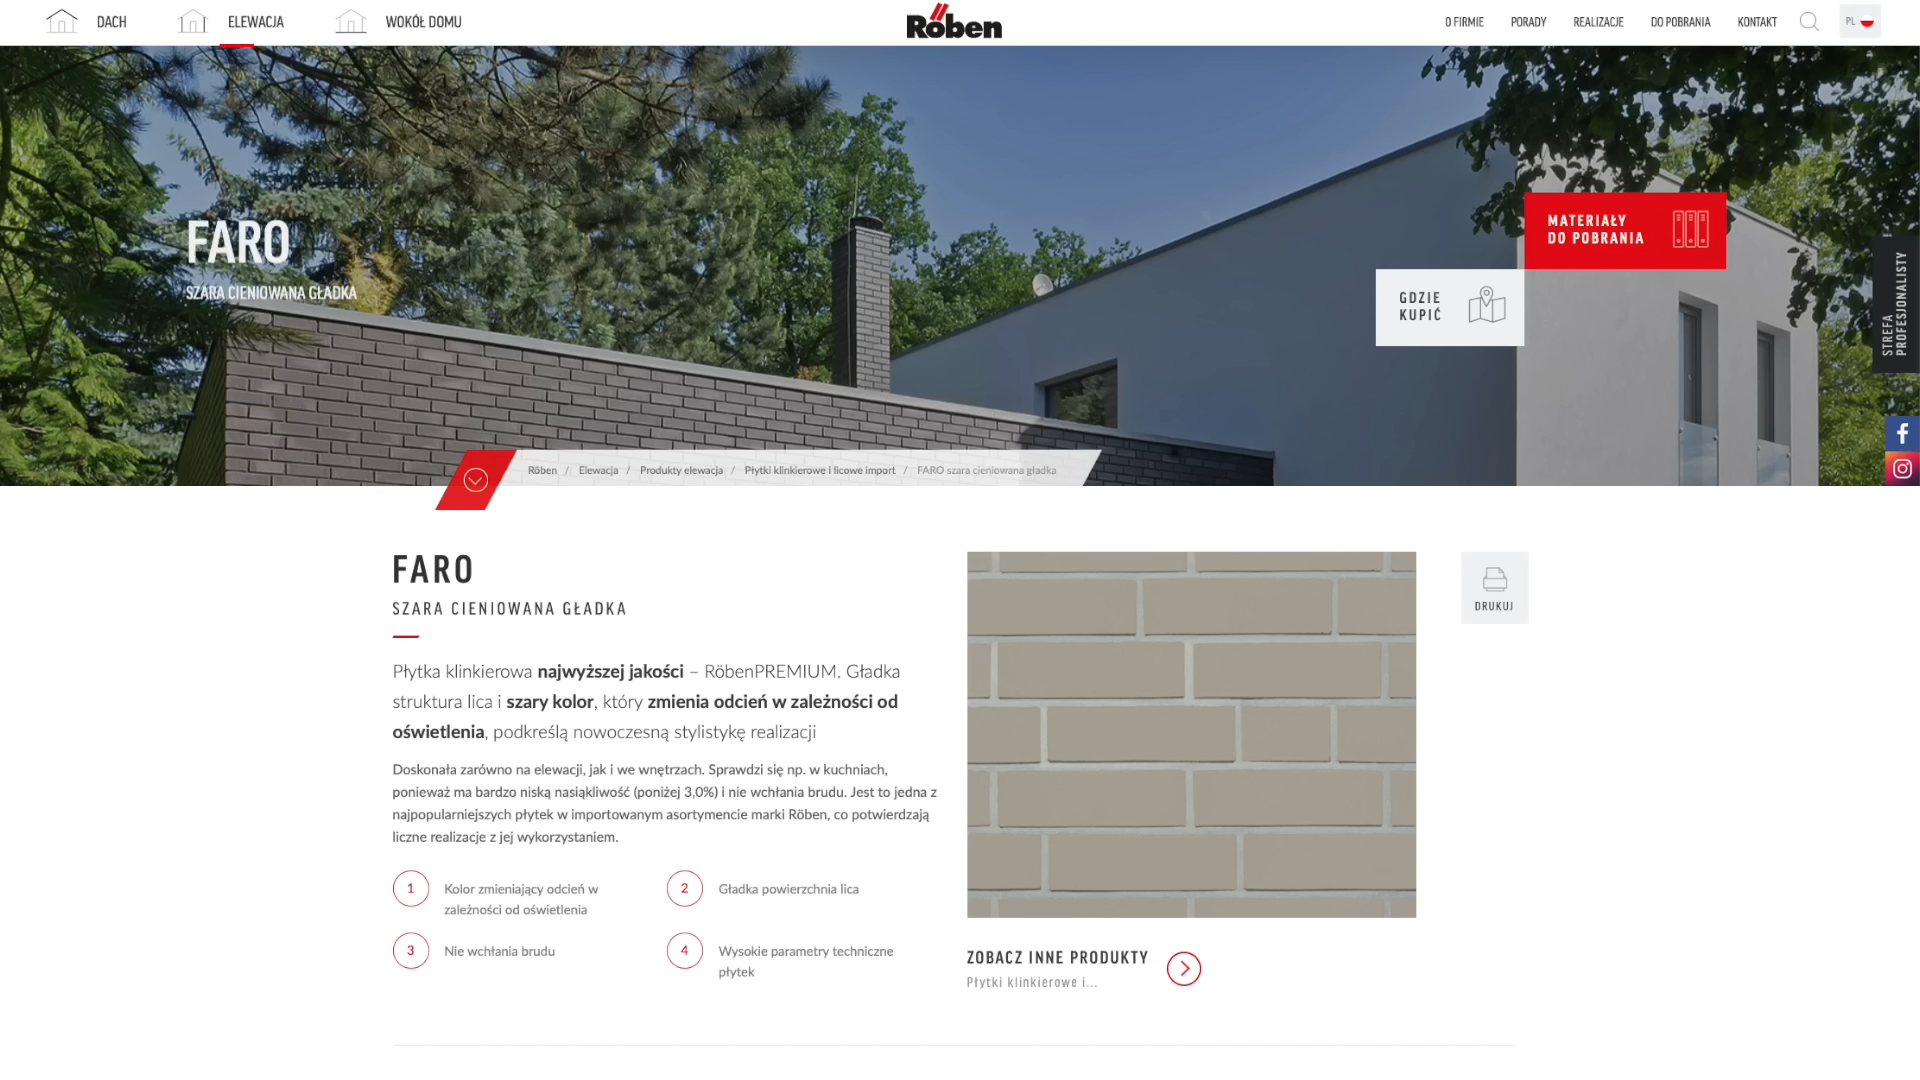 DACH
ELEWACJA
WOKÓŁ DOMU
Röben
O FIRMIE
PORADY
REALIZACJE
DO POBRANIA
KONTAKT
PL
FARO
SZARA CIENIOWANA GŁADKA
MATERIAŁY
DO POBRANIA
GDZIE
KUPIĆ
STREFA
PROFESJONALISTY
Röben / Elewacja / Produkty elewacja / Płytki klinkierowe i licowe import / FARO szara cieniowana gładka
FARO
SZARA CIENIOWANA GŁADKA
Płytka klinkierowa najwyższej jakości – RöbenPREMIUM. Gładka
struktura lica i szary kolor, który zmienia odcień w zależności od
oświetlenia, podkreślą nowoczesną stylistykę realizacji
Doskonała zarówno na elewacji, jak i we wnętrzach. Sprawdzi się np. w kuchniach,
ponieważ ma bardzo niską nasiąkliwość (poniżej 3,0%) i nie wchłania brudu. Jest to jedna z
najpopularniejszych płytek w importowanym asortymencie marki Röben, co potwierdzają
liczne realizacje z jej wykorzystaniem.
1 Kolor zmieniający odcień w
zależności od oświetlenia
2 Gładka powierzchnia lica
3 Nie wchłania brudu
4 Wysokie parametry techniczne
płytek
DRUKUJ
ZOBACZ INNE PRODUKTY
Płytki klinkierowe i...